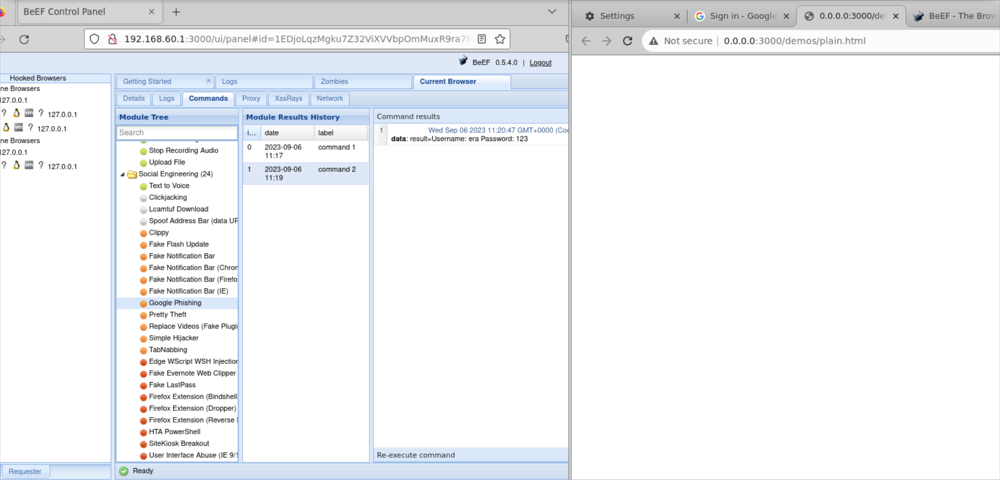 BeEF Control Panel
192.168.60.1:3000/ui/panel#id=1EDjoLqzMgku7Z32ViXVVbpOmMuxR9ra7N
BeEF 0.5.4.0 | Logout
Hooked Browsers
ne Browsers
127.0.0.1
? vm ? 127.0.0.1
vm ? 127.0.0.1
ne Browsers
127.0.0.1
? vm ? 127.0.0.1
Requester
Getting Started
Logs
Zombies
Current Browser
Details
Logs
Commands
Proxy
XssRays
Network
Module Tree
Search
Stop Recording Audio
Upload File
Social Engineering (24)
Text to Voice
Clickjacking
Lcamtuf Download
Spoof Address Bar (data UR
Clippy
Fake Flash Update
Fake Notification Bar
Fake Notification Bar (Chrom
Fake Notification Bar (Firefo
Fake Notification Bar (IE)
Google Phishing
Pretty Theft
Replace Videos (Fake Plugi
Simple Hijacker
TabNabbing
Edge WScript WSH Injection
Fake Evernote Web Clipper
Fake LastPass
Firefox Extension (Bindshell
Firefox Extension (Dropper)
Firefox Extension (Reverse S
HTA PowerShell
SiteKiosk Breakout
User Interface Abuse (IE 9/1
Module Results History
i... date label
0 2023-09-06 11:17 command 1
1 2023-09-06 11:19 command 2
Command results
1 Wed Sep 06 2023 11:20:47 GMT+0000 (Coo
data: result=Username: era Password: 123
Re-execute command
Ready
Settings
Sign in - Google
0.0.0.0:3000/de
BeEF - The Brow
Not secure | 0.0.0.0:3000/demos/plain.html